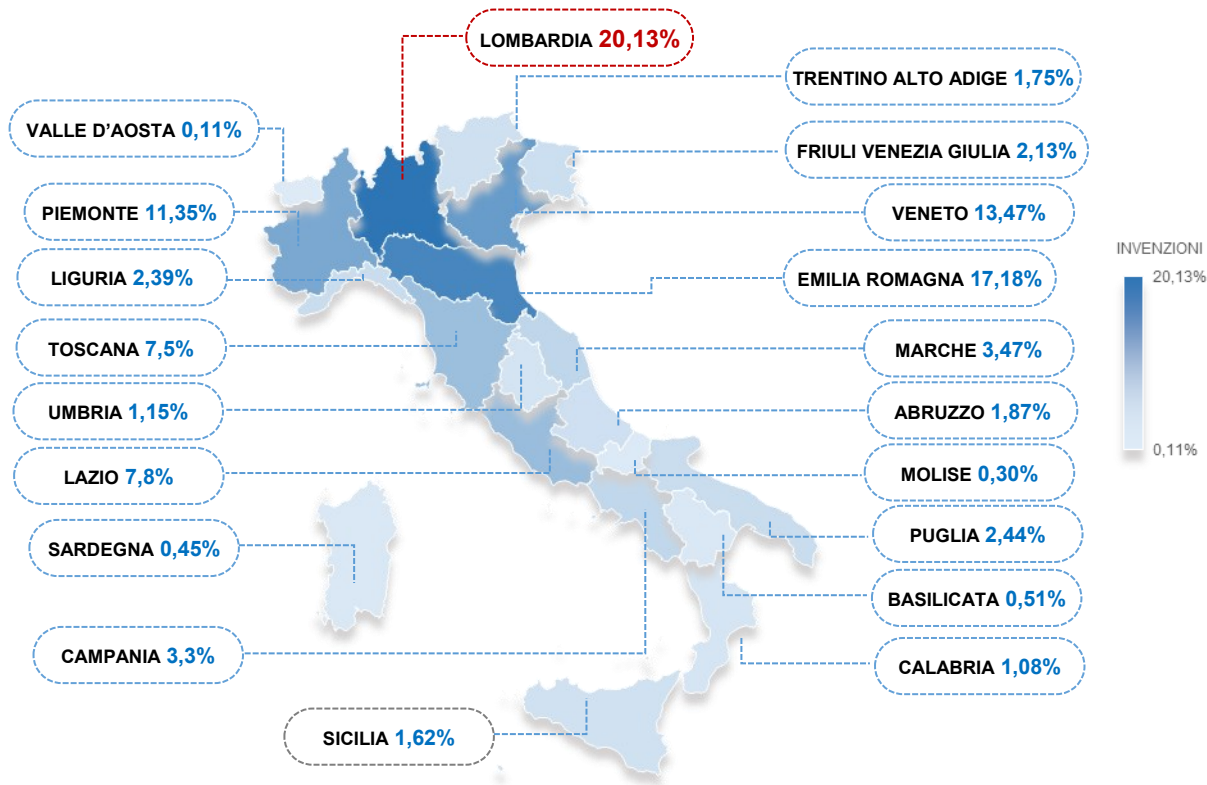 LOMBARDIA 20,13%
TRENTINO ALTO ADIGE 1,75%
VALLE D’AOSTA 0,11%
FRIULI VENEZIA GIULIA 2,13%
PIEMONTE 11,35%
VENETO 13,47%
INVENZIONI
20,13%
0,11%
LIGURIA 2,39%
EMILIA ROMAGNA 17,18%
TOSCANA 7,5%
MARCHE 3,47%
UMBRIA 1,15%
ABRUZZO 1,87%
LAZIO 7,8%
MOLISE 0,30%
SARDEGNA 0,45%
PUGLIA 2,44%
BASILICATA 0,51%
CAMPANIA 3,3%
CALABRIA 1,08%
SICILIA 1,62%